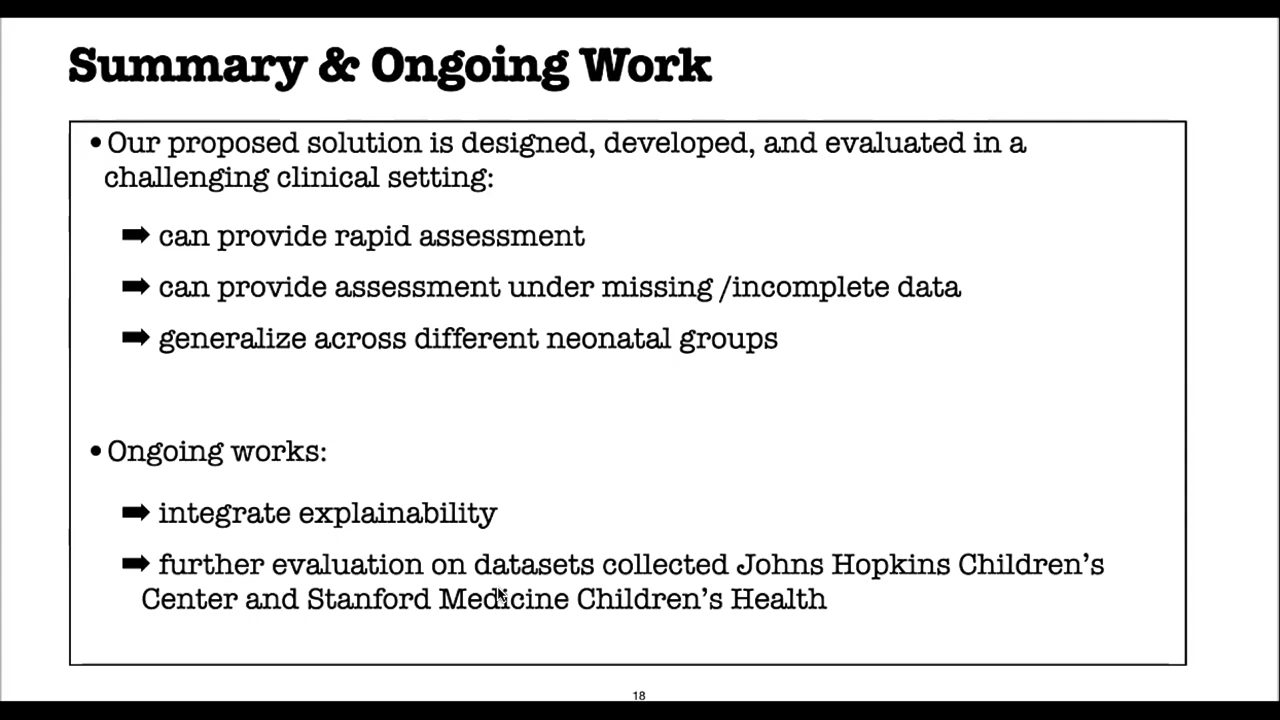 Summary & Ongoing Work
•Our proposed solution is designed, developed, and evaluated in a
challenging clinical setting:
➡ can provide rapid assessment
➡ can provide assessment under missing /incomplete data
➡ generalize across different neonatal groups
•Ongoing works:
➡ integrate explainability
➡ further evaluation on datasets collected Johns Hopkins Children’s
Center and Stanford Medicine Children’s Health
18